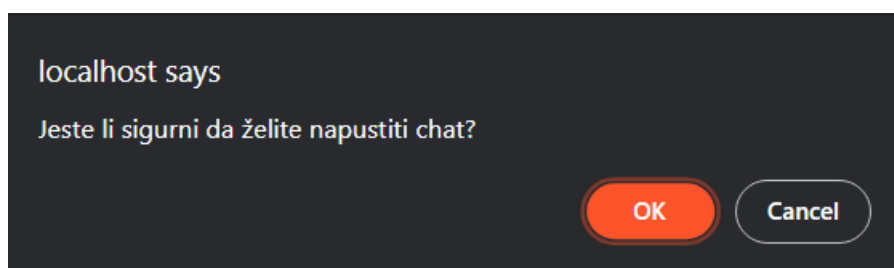 localhost says
Jeste li sigurni da želite napustiti chat?
OK Cancel